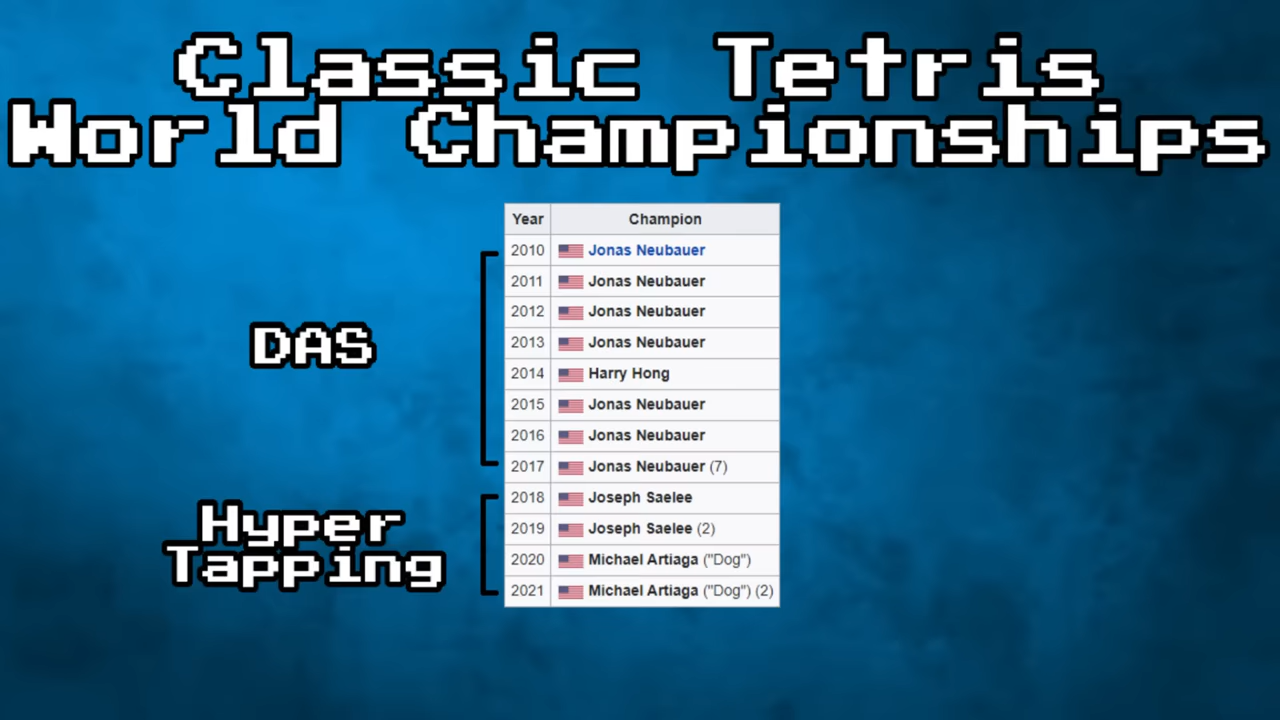 Classic Tetris
World Championships
Year Champion
2010 Jonas Neubauer
2011 Jonas Neubauer
2012 Jonas Neubauer
2013 Jonas Neubauer
2014 Harry Hong
2015 Jonas Neubauer
2016 Jonas Neubauer
2017 Jonas Neubauer (7)
2018 Joseph Saelee
2019 Joseph Saelee (2)
2020 Michael Artiaga ("Dog")
2021 Michael Artiaga ("Dog") (2)
DAS
Hyper
Tapping